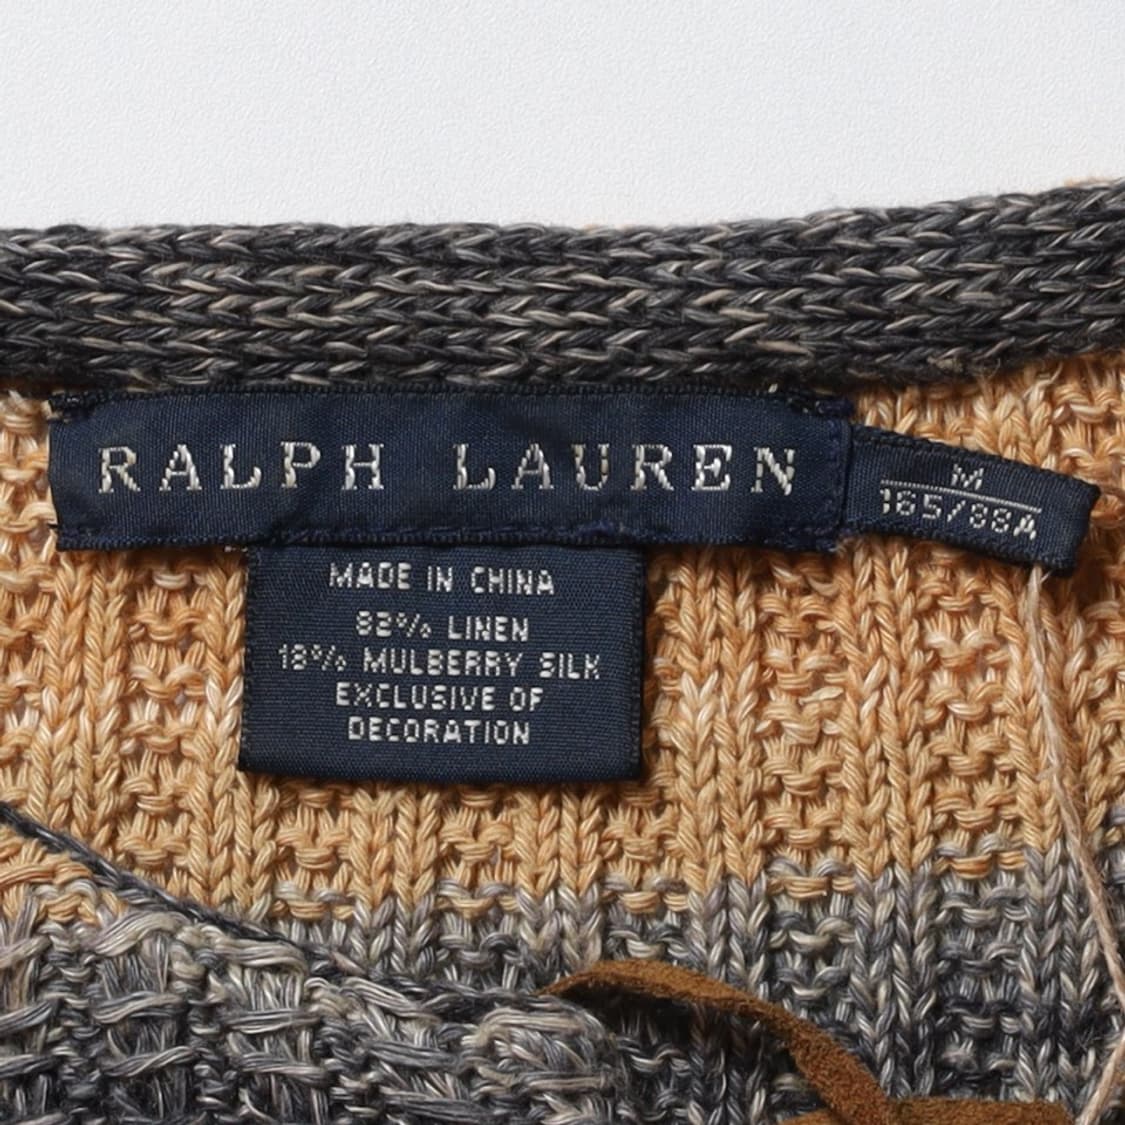 RALPH LAUREN
M
165/88A
MADE IN CHINA
82% LINEN
18% MULBERRY SILK
EXCLUSIVE OF
DECORATION